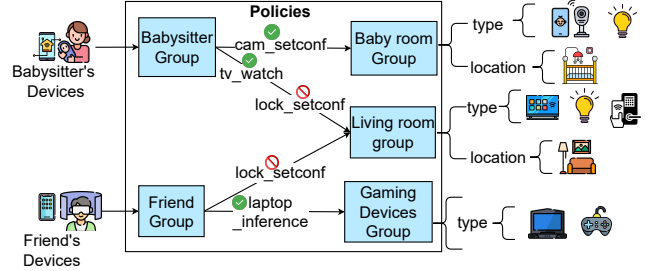 Policies
Babysitter's
Devices
Babysitter
Group
cam_setconf
tv_watch
lock_setconf
Baby room
Group
type
location
Living room
group
type
location
Friend's
Devices
Friend
Group
lock_setconf
laptop
_inference
Gaming
Devices
Group
type